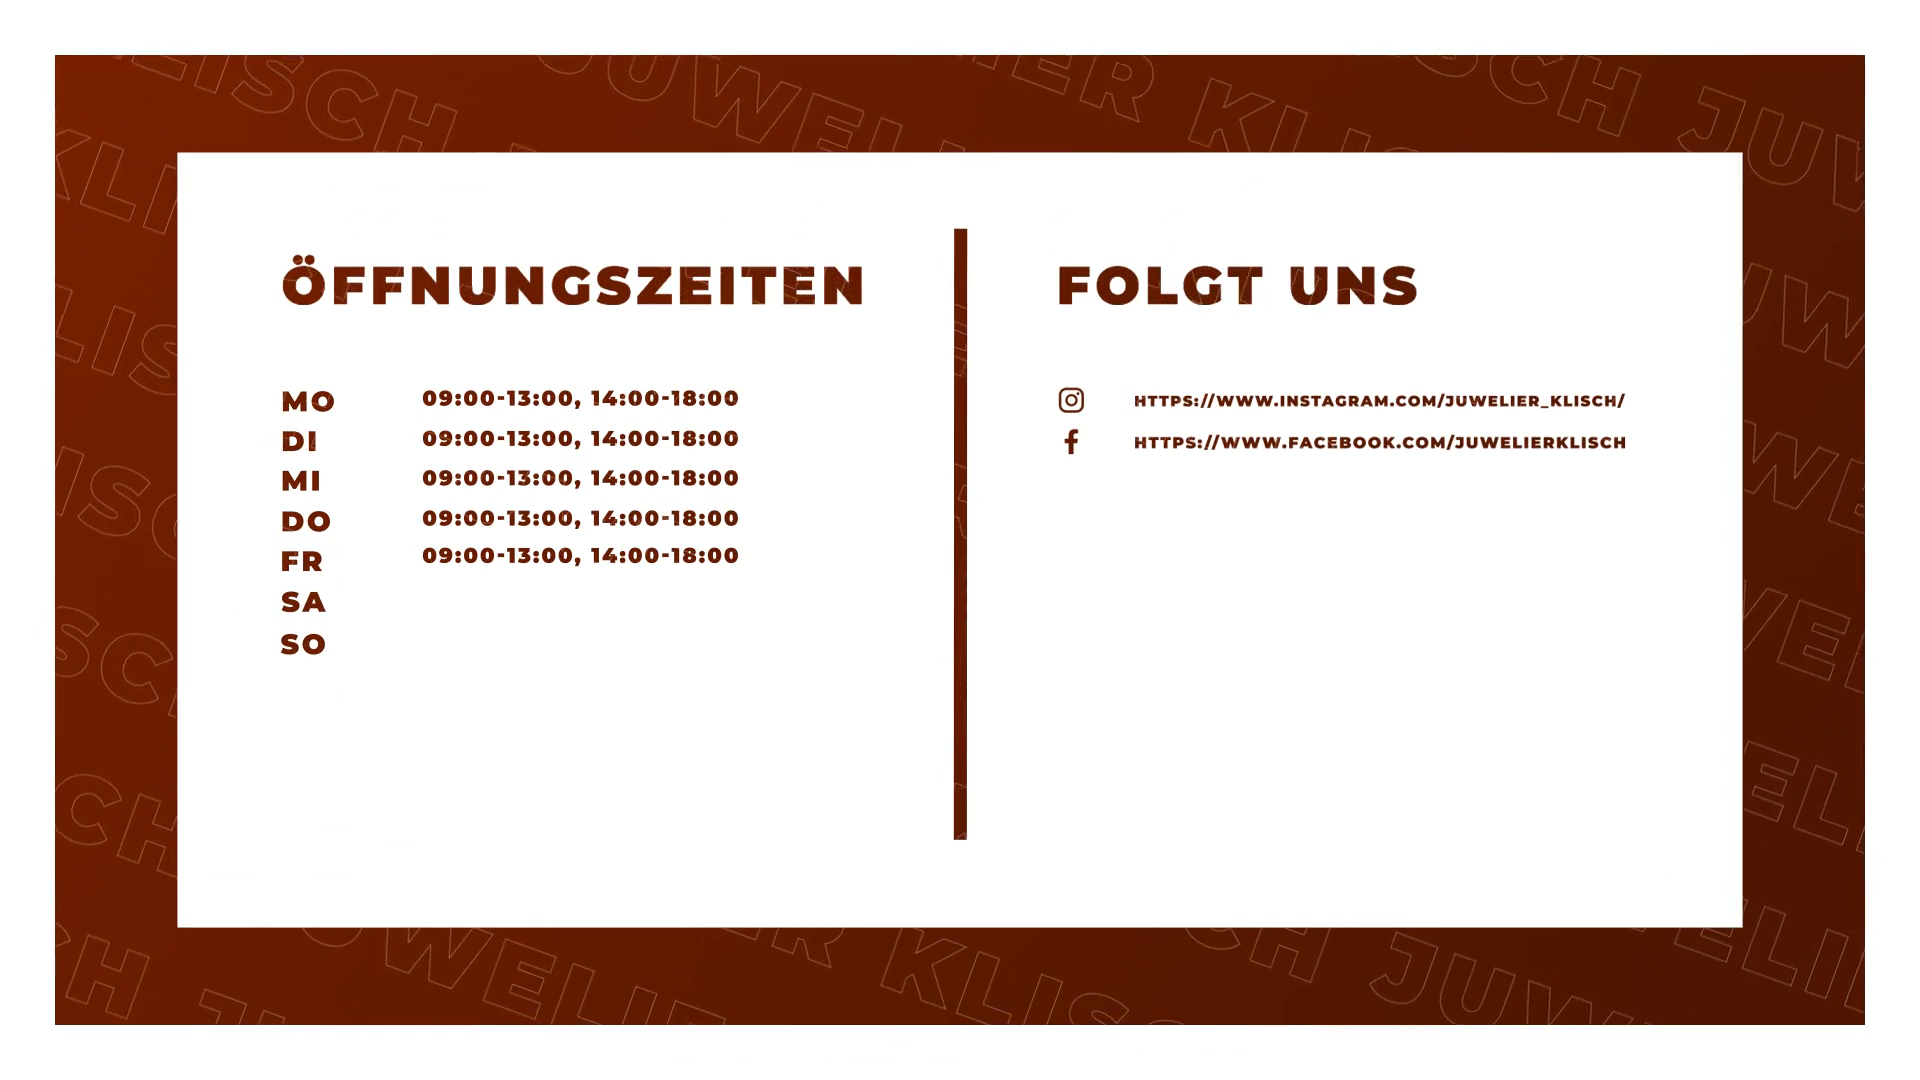 ÖFFNUNGSZEITEN
MO 09:00-13:00, 14:00-18:00
DI 09:00-13:00, 14:00-18:00
MI 09:00-13:00, 14:00-18:00
DO 09:00-13:00, 14:00-18:00
FR 09:00-13:00, 14:00-18:00
SA
SO
FOLGT UNS
HTTPS://WWW.INSTAGRAM.COM/JUWELIER_KLISCH/
HTTPS://WWW.FACEBOOK.COM/JUWELIERKLISCH